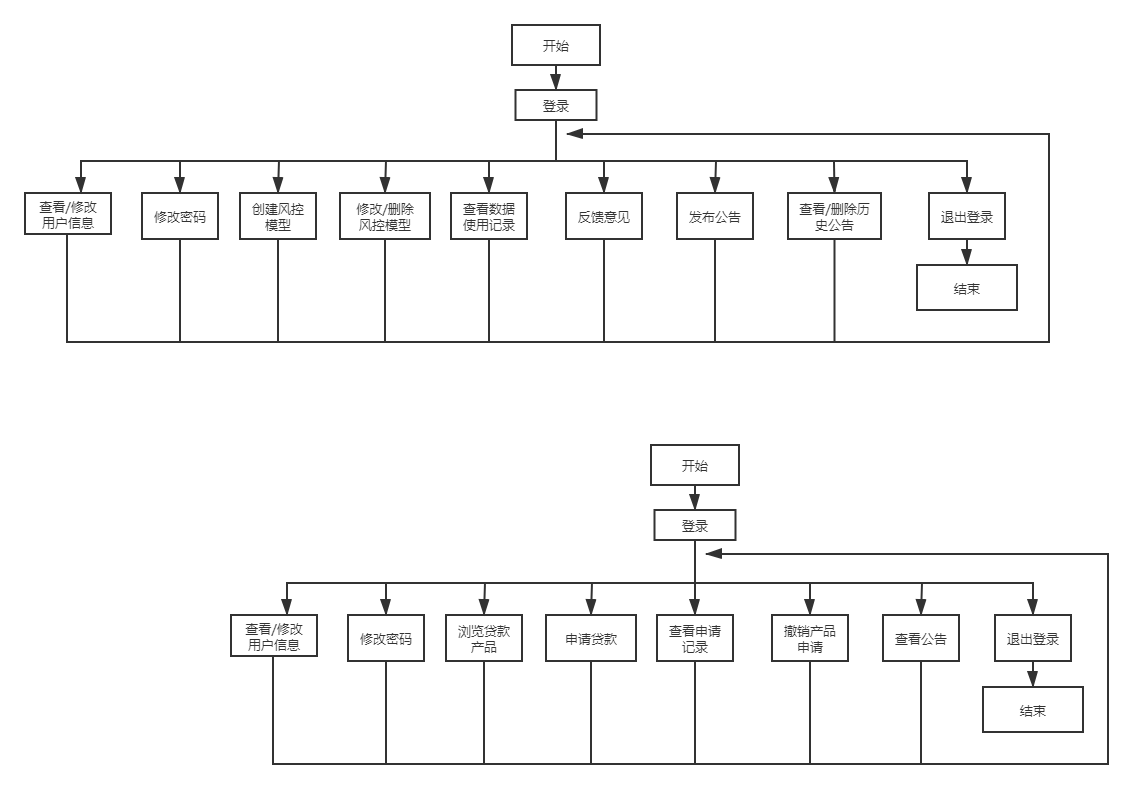 开始
登录
查看/修改
用户信息
修改密码
创建风控
模型
修改/删除
风控模型
查看数据
使用记录
反馈意见
发布公告
查看/删除历
史公告
退出登录
结束
开始
登录
查看/修改
用户信息
修改密码
浏览贷款
产品
申请贷款
查看申请
记录
撤销产品
申请
查看公告
退出登录
结束